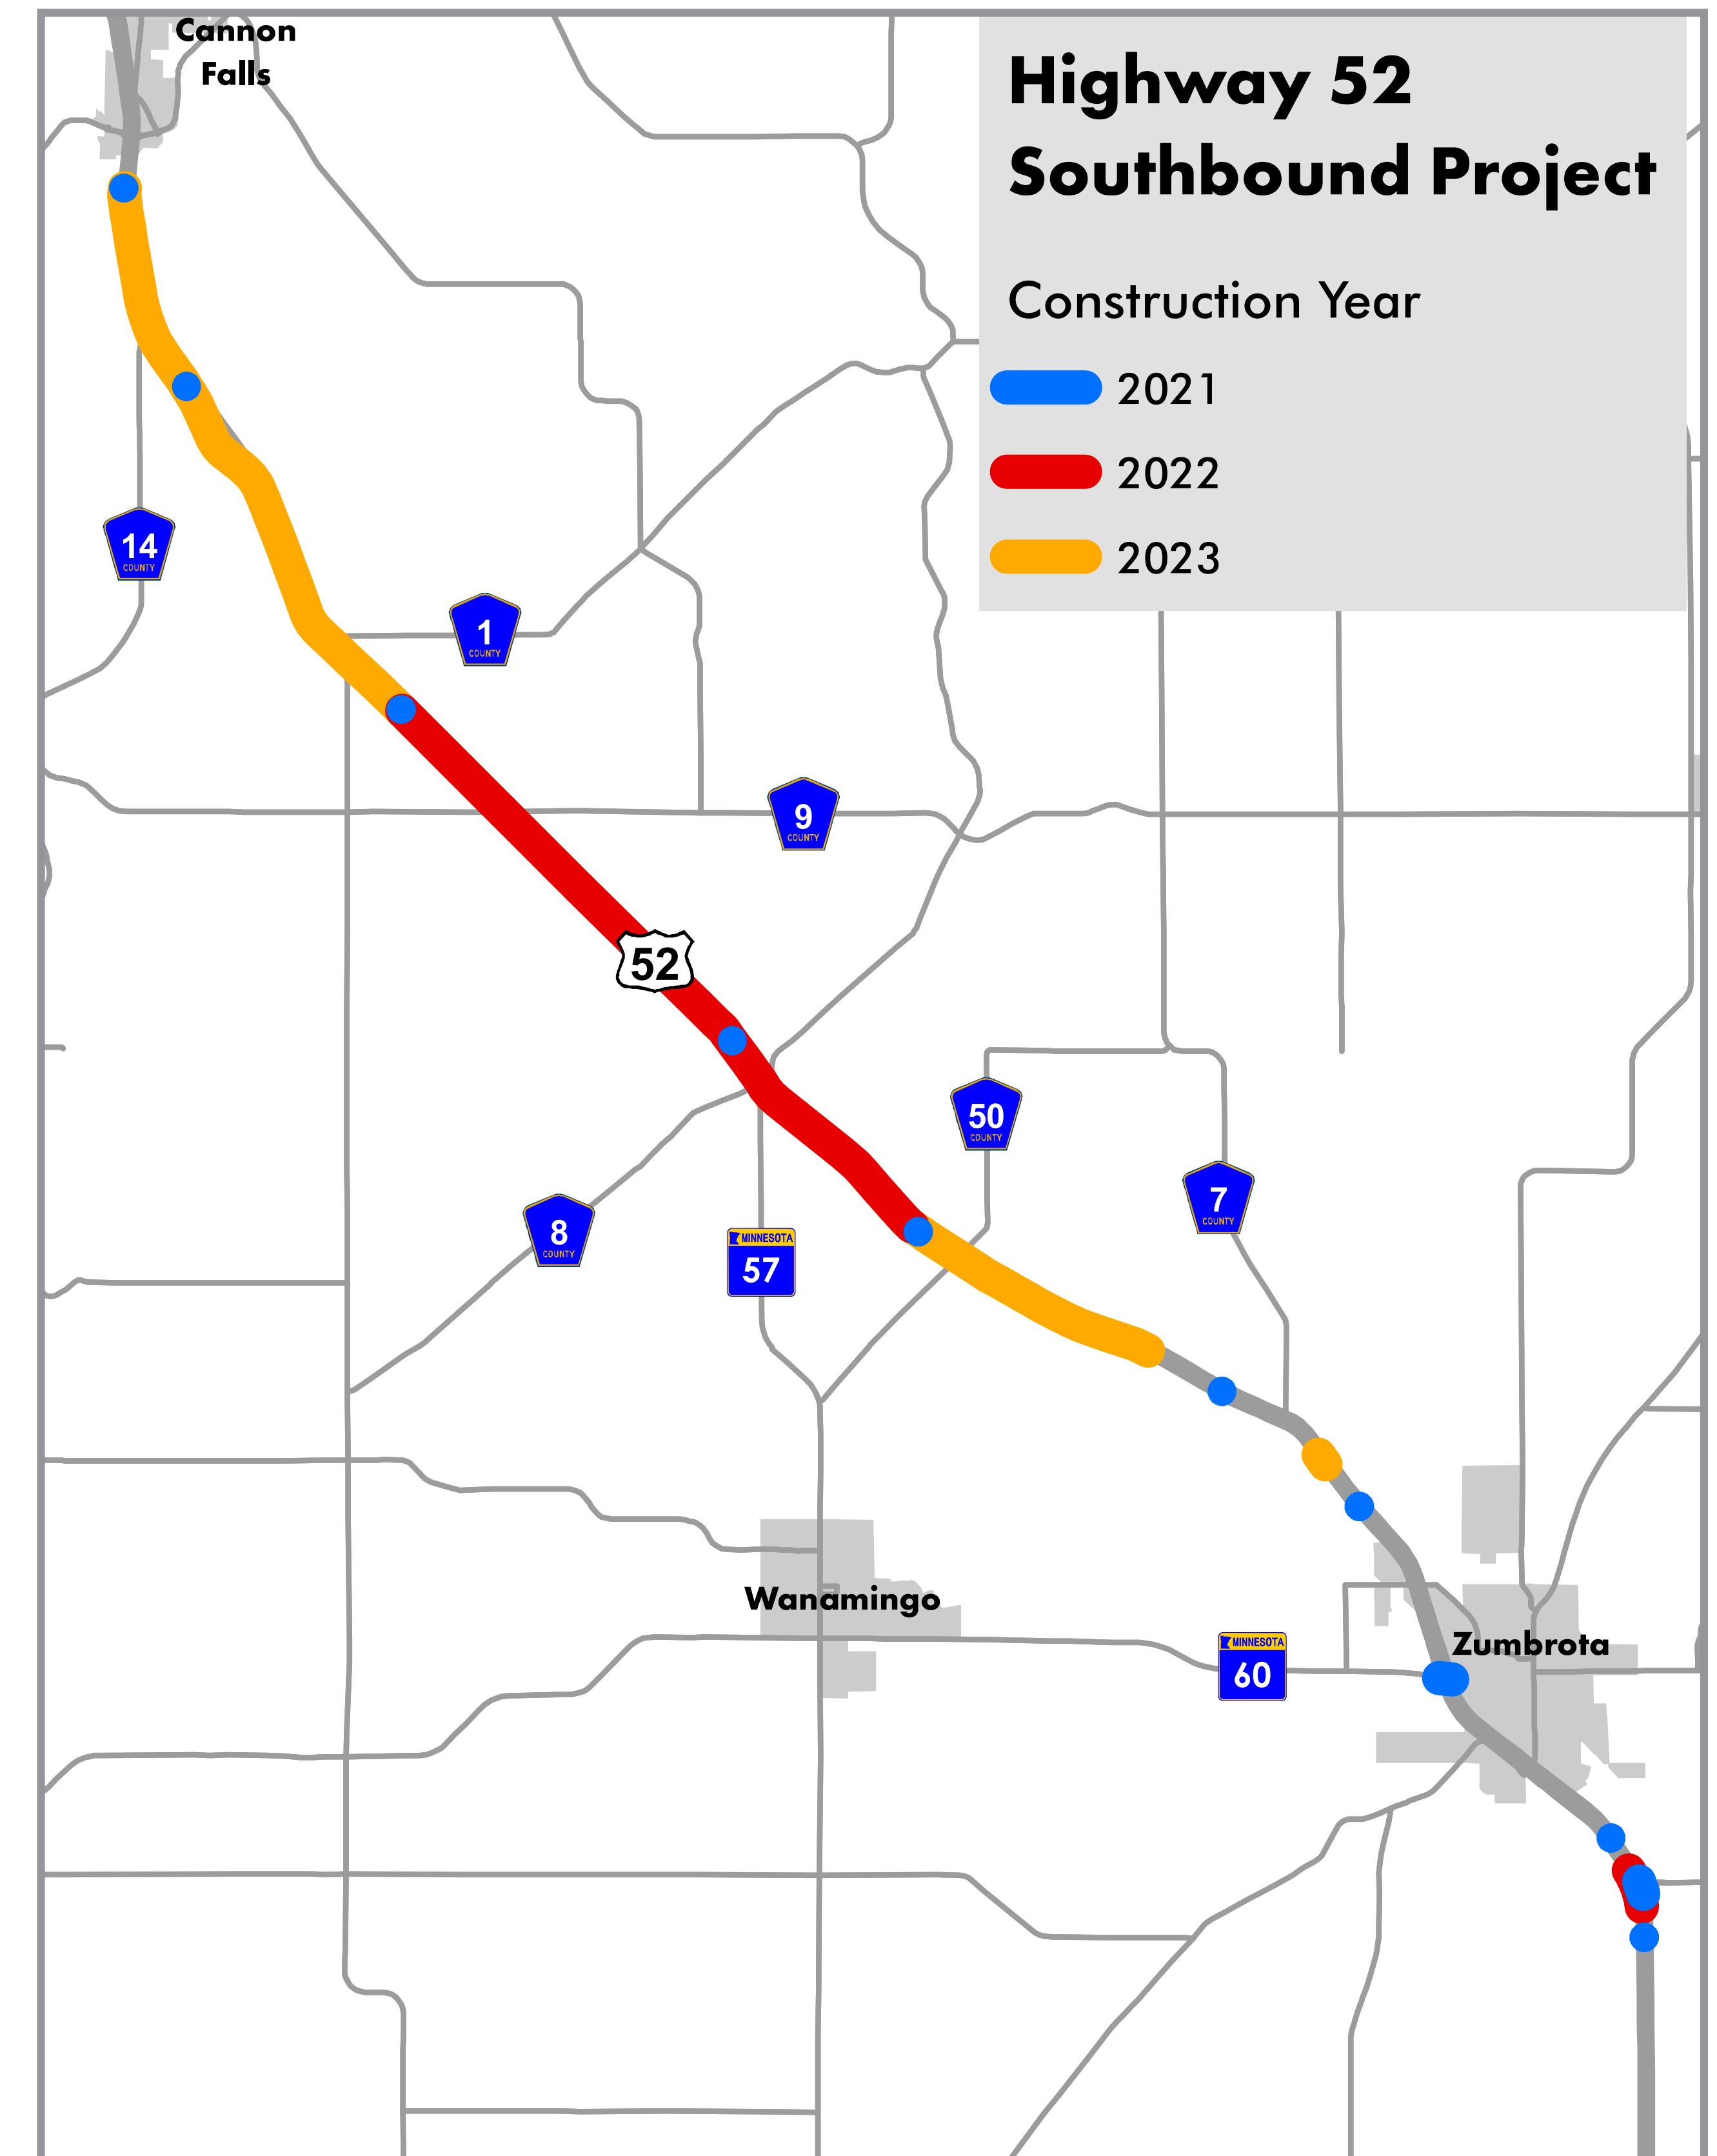 Cannon
Falls
Highway 52
Southbound Project
Construction Year
2021
2022
2023
14
COUNTY
1
COUNTY
9
COUNTY
52
50
COUNTY
7
COUNTY
8
COUNTY
MINNESOTA
57
Wanamingo
MINNESOTA
60
Zumbrota